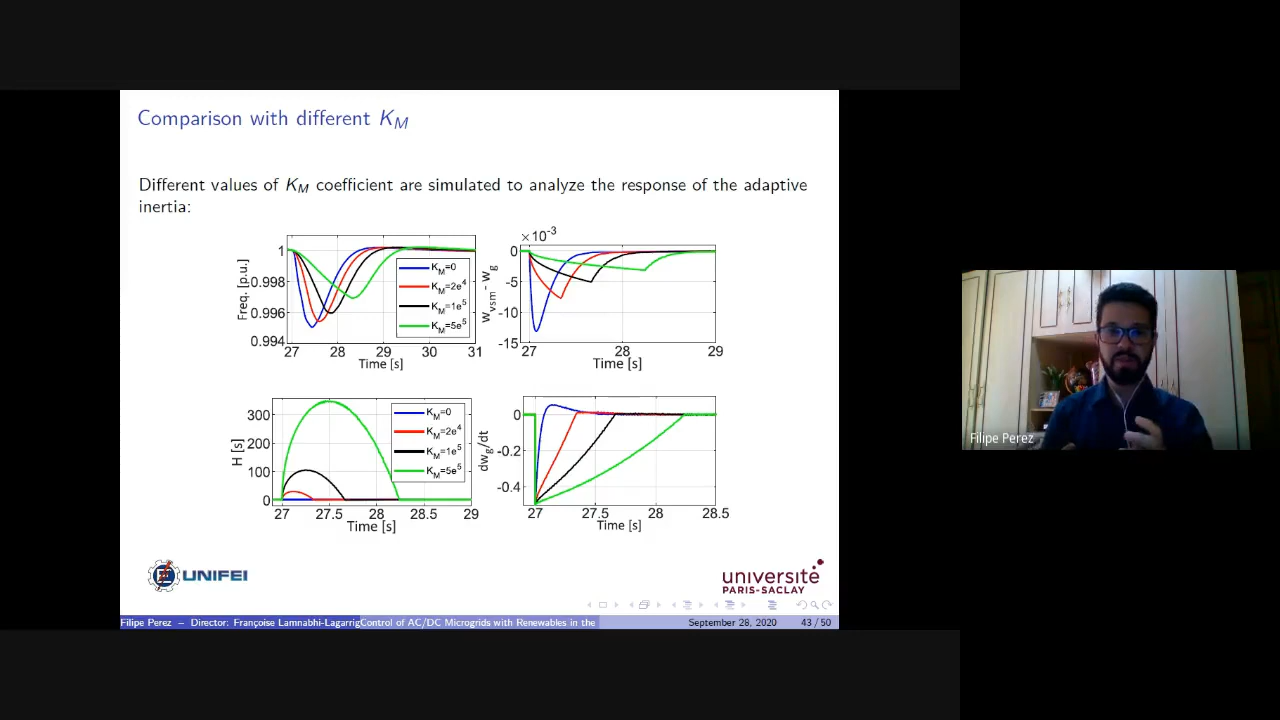 Comparison with different K_M
Different values of K_M coefficient are simulated to analyze the response of the adaptive
inertia:
Freq. [p.u.]
1
0.998
0.996
0.994
27 28 29 30 31
Time [s]
K_M=0
K_M=2e^4
K_M=1e^5
K_M=5e^5
×10^-3
w_vsm - w_g
0
-5
-10
-15
27 28 29
Time [s]
H [s]
300
200
100
0
27 27.5 28 28.5 29
Time [s]
K_M=0
K_M=2e^4
K_M=1e^5
K_M=5e^5
dw_g/dt
0
-0.2
-0.4
27 27.5 28 28.5
Time [s]
UNIFEI
université
PARIS-SACLAY
Filipe Perez – Director: Françoise Lamnabhi-Lagarrig
Control of AC/DC Microgrids with Renewables in the
September 28, 2020
43 / 50
Filipe Perez